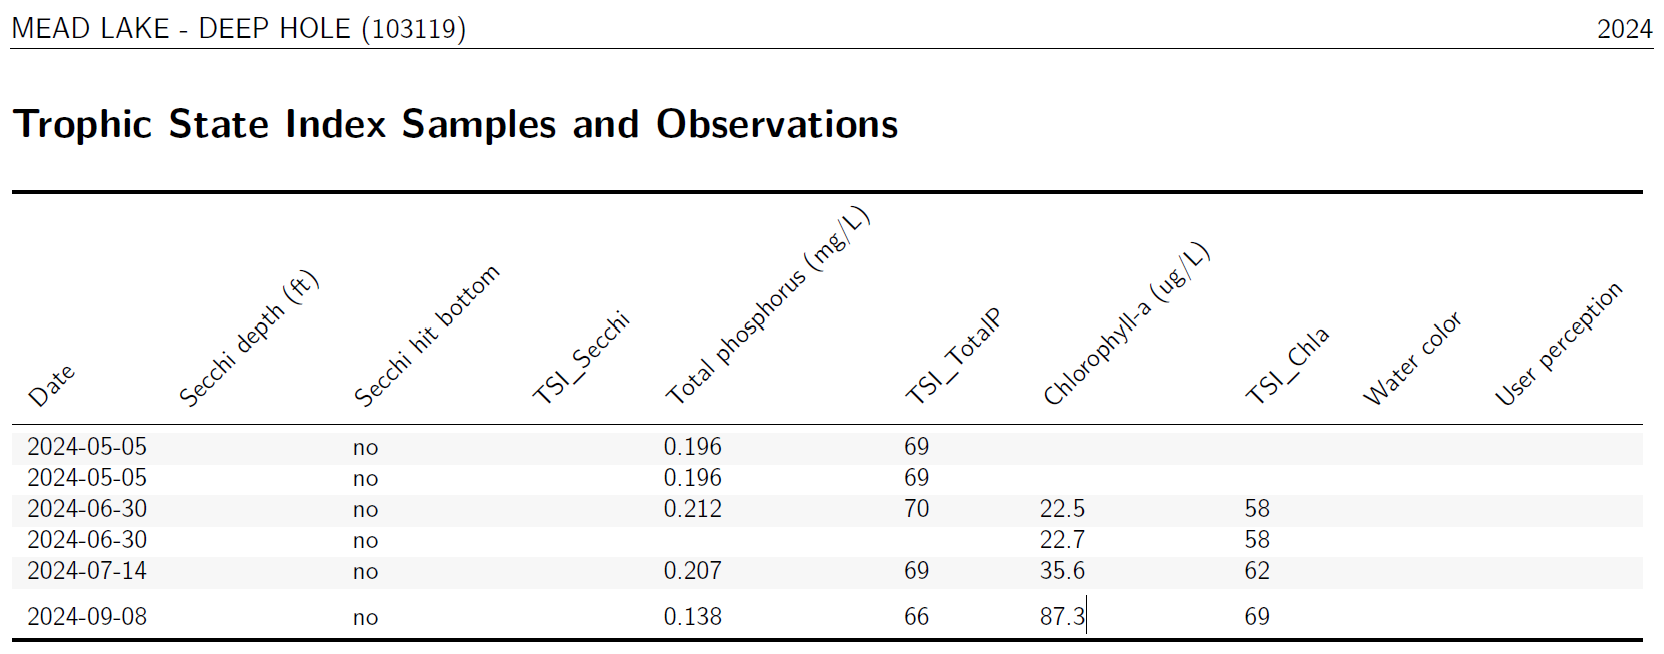 MEAD LAKE - DEEP HOLE (103119) 2024
Trophic State Index Samples and Observations
Date Secchi depth (ft) Secchi hit bottom TSI_Secchi Total phosphorus (mg/L) TSI_TotalP Chlorophyll-a (ug/L) TSI_Chla Water color User perception
2024-05-05 no 0.196 69
2024-05-05 no 0.196 69
2024-06-30 no 0.212 70 22.5 58
2024-06-30 no 22.7 58
2024-07-14 no 0.207 69 35.6 62
2024-09-08 no 0.138 66 87.3 69